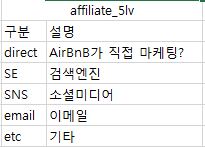 affiliate_5lv
구분 설명
direct AirBnB가 직접 마케팅?
SE 검색엔진
SNS 소셜미디어
email 이메일
etc 기타